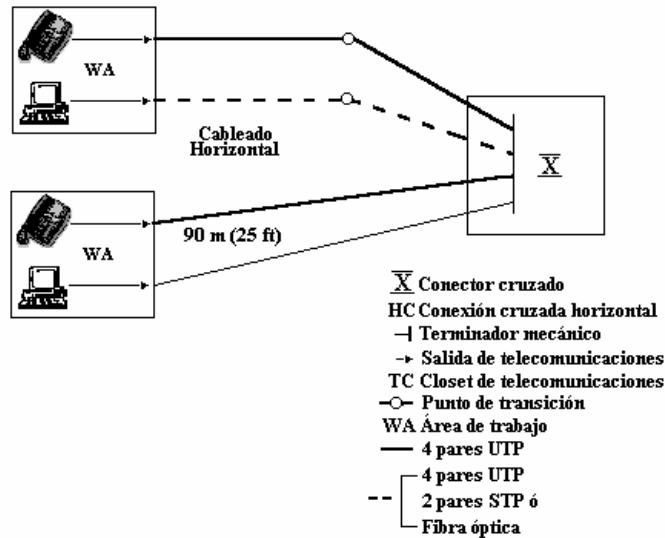 WA
Cableado
Horizontal
X
WA
90 m (25 ft)
X Conector cruzado
HC Conexión cruzada horizontal
Terminador mecánico
Salida de telecomunicaciones
TC Closet de telecomunicaciones
Punto de transición
WA Área de trabajo
4 pares UTP
4 pares UTP
2 pares STP ó
Fibra óptica